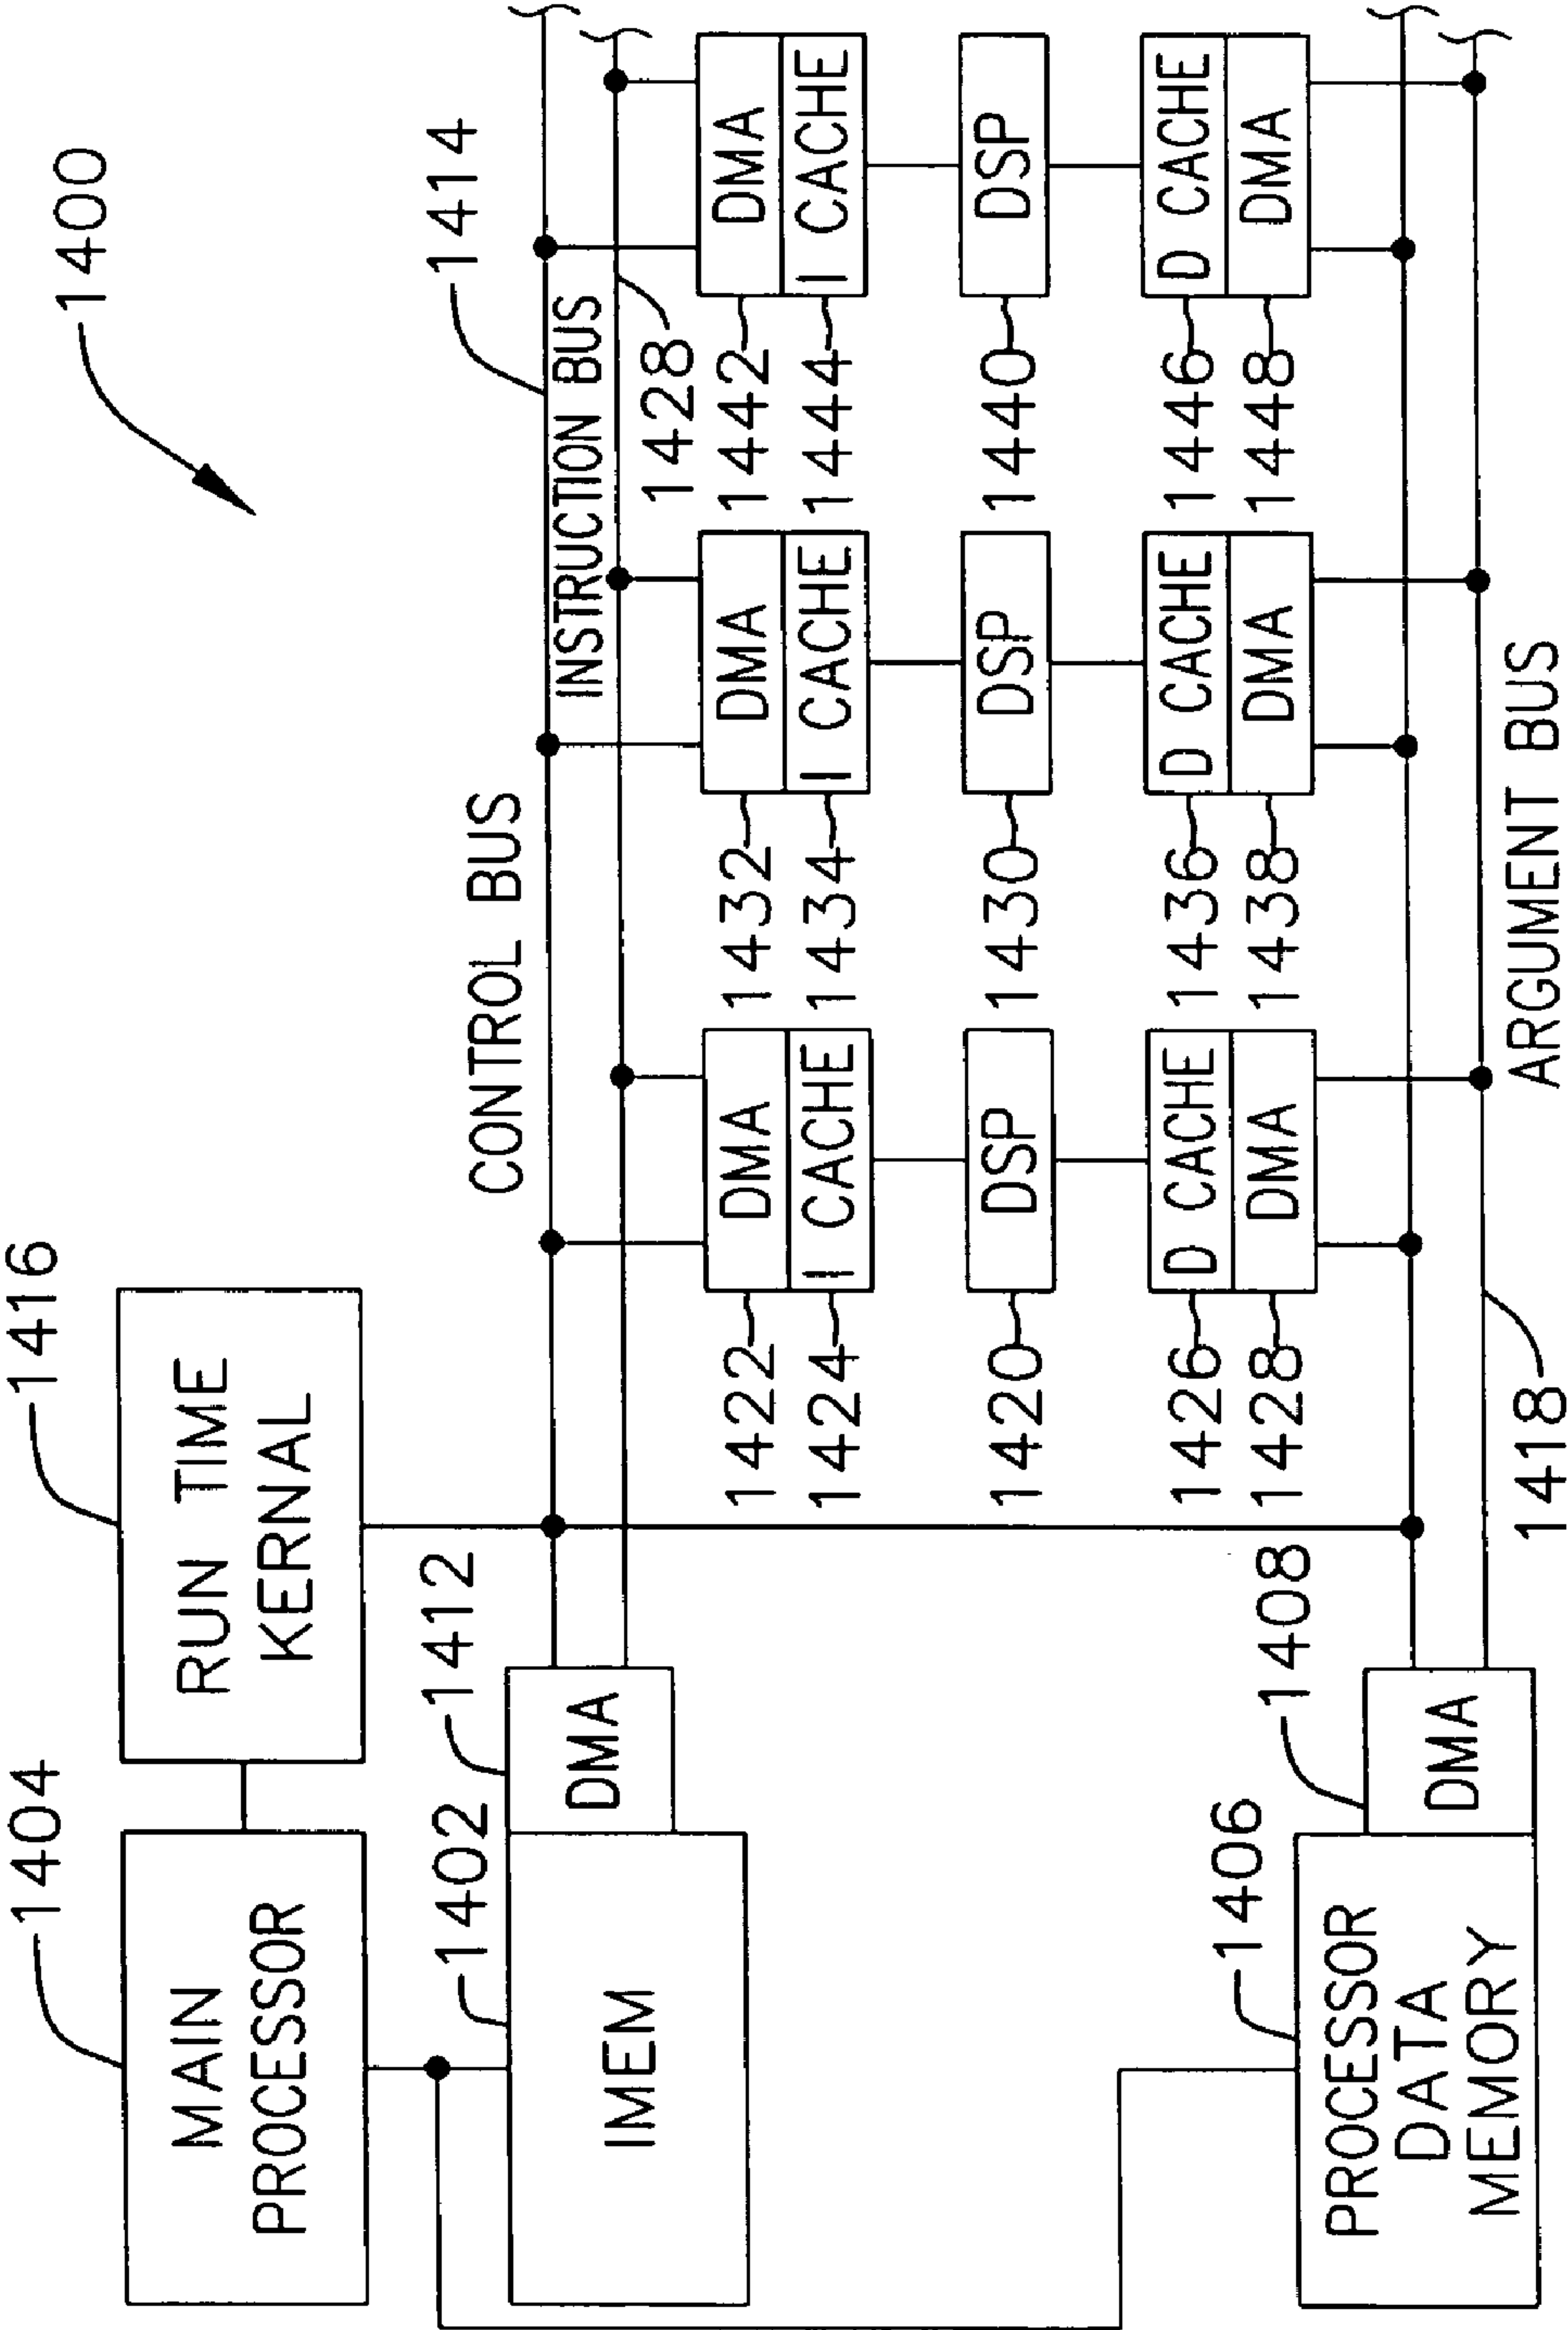 1400
1404
1416
MAIN
PROCESSOR
RUN TIME
KERNAL
CONTROL BUS
1414
INSTRUCTION BUS
1428
1402
1412
IMEM
DMA
1422
DMA
1424
I CACHE
1420
DSP
1426
D CACHE
1428
DMA
1432
DMA
1434
I CACHE
1430
DSP
1436
D CACHE
1438
DMA
1442
DMA
1444
I CACHE
1440
DSP
1446
D CACHE
1448
DMA
1406
1408
PROCESSOR
DATA
MEMORY
DMA
1418
ARGUMENT BUS